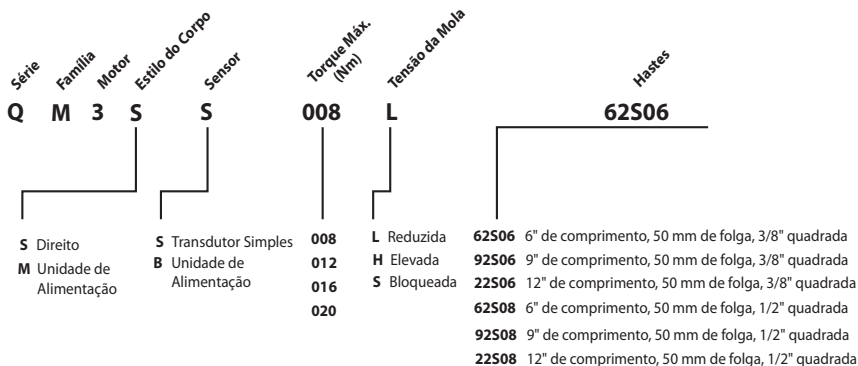 Série Família Motor Estilo do Corpo Sensor Torque Máx. (Nm) Tensão da Mola Hastes
Q M 3 S S 008 L 62S06
S Direito
M Unidade de
Alimentação
S Transdutor Simples
B Unidade de
Alimentação
008
012
016
020
L Reduzida
H Elevada
S Bloqueada
62S06 6" de comprimento, 50 mm de folga, 3/8" quadrada
92S06 9" de comprimento, 50 mm de folga, 3/8" quadrada
22S06 12" de comprimento, 50 mm de folga, 3/8" quadrada
62S08 6" de comprimento, 50 mm de folga, 1/2" quadrada
92S08 9" de comprimento, 50 mm de folga, 1/2" quadrada
22S08 12" de comprimento, 50 mm de folga, 1/2" quadrada